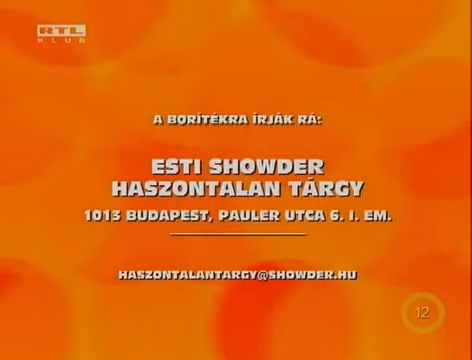 RTL
KLUB
A BORÍTÉKRA ÍRJÁK RÁ:
ESTI SHOWDER
HASZONTALAN TÁRGY
1013 BUDAPEST, PAULER UTCA 6. I. EM.
HASZONTALANTARGY@SHOWDER.HU
12